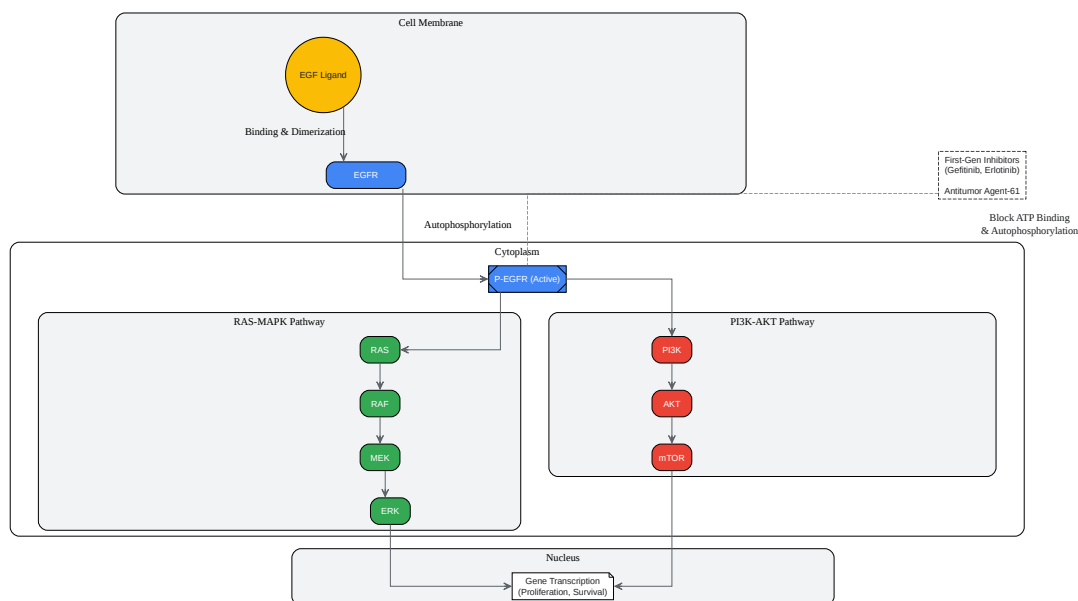 Cell Membrane
EGF Ligand
Binding & Dimerization
First-Gen Inhibitors
(Gefitinib, Erlotinib)
Antitumor Agent-61
EGFR
Block ATP Binding
& Autophosphorylation
Autophosphorylation
Cytoplasm
P-EGFR (Active)
RAS-MAPK Pathway
PI3K-AKT Pathway
RAS
PI3K
RAF
AKT
MEK
mTOR
ERK
Nucleus
Gene Transcription
(Proliferation, Survival)